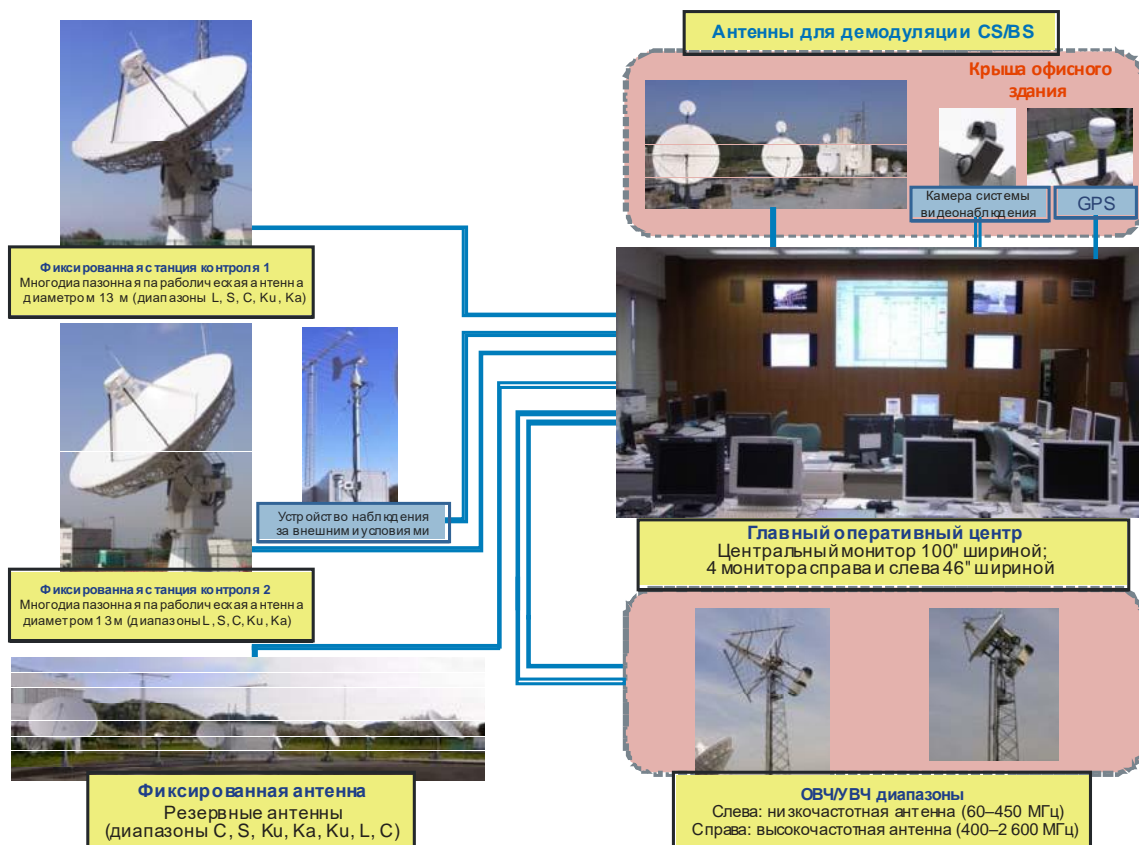 Антенны для демодуляции CS/BS
Крыша офисного
здания
Камера системы
видеонаблюдения
GPS
Фиксированная станция контроля 1
Многодиапазонная параболическая антенна
диаметром 13 м (диапазоны L, S, C, Ku, Ka)
Устройство наблюдения
за внешними условиями
Главный оперативный центр
Центральный монитор 100" шириной;
4 монитора справа и слева 46" шириной
Фиксированная станция контроля 2
Многодиапазонная параболическая антенна
диаметром 13 м (диапазоны L, S, C, Ku, Ka)
Фиксированная антенна
Резервные антенны
(диапазоны C, S, Ku, Ka, Ku, L, C)
ОВЧ/УВЧ диапазоны
Слева: низкочастотная антенна (60–450 МГц)
Справа: высокочастотная антенна (400–2 600 МГц)